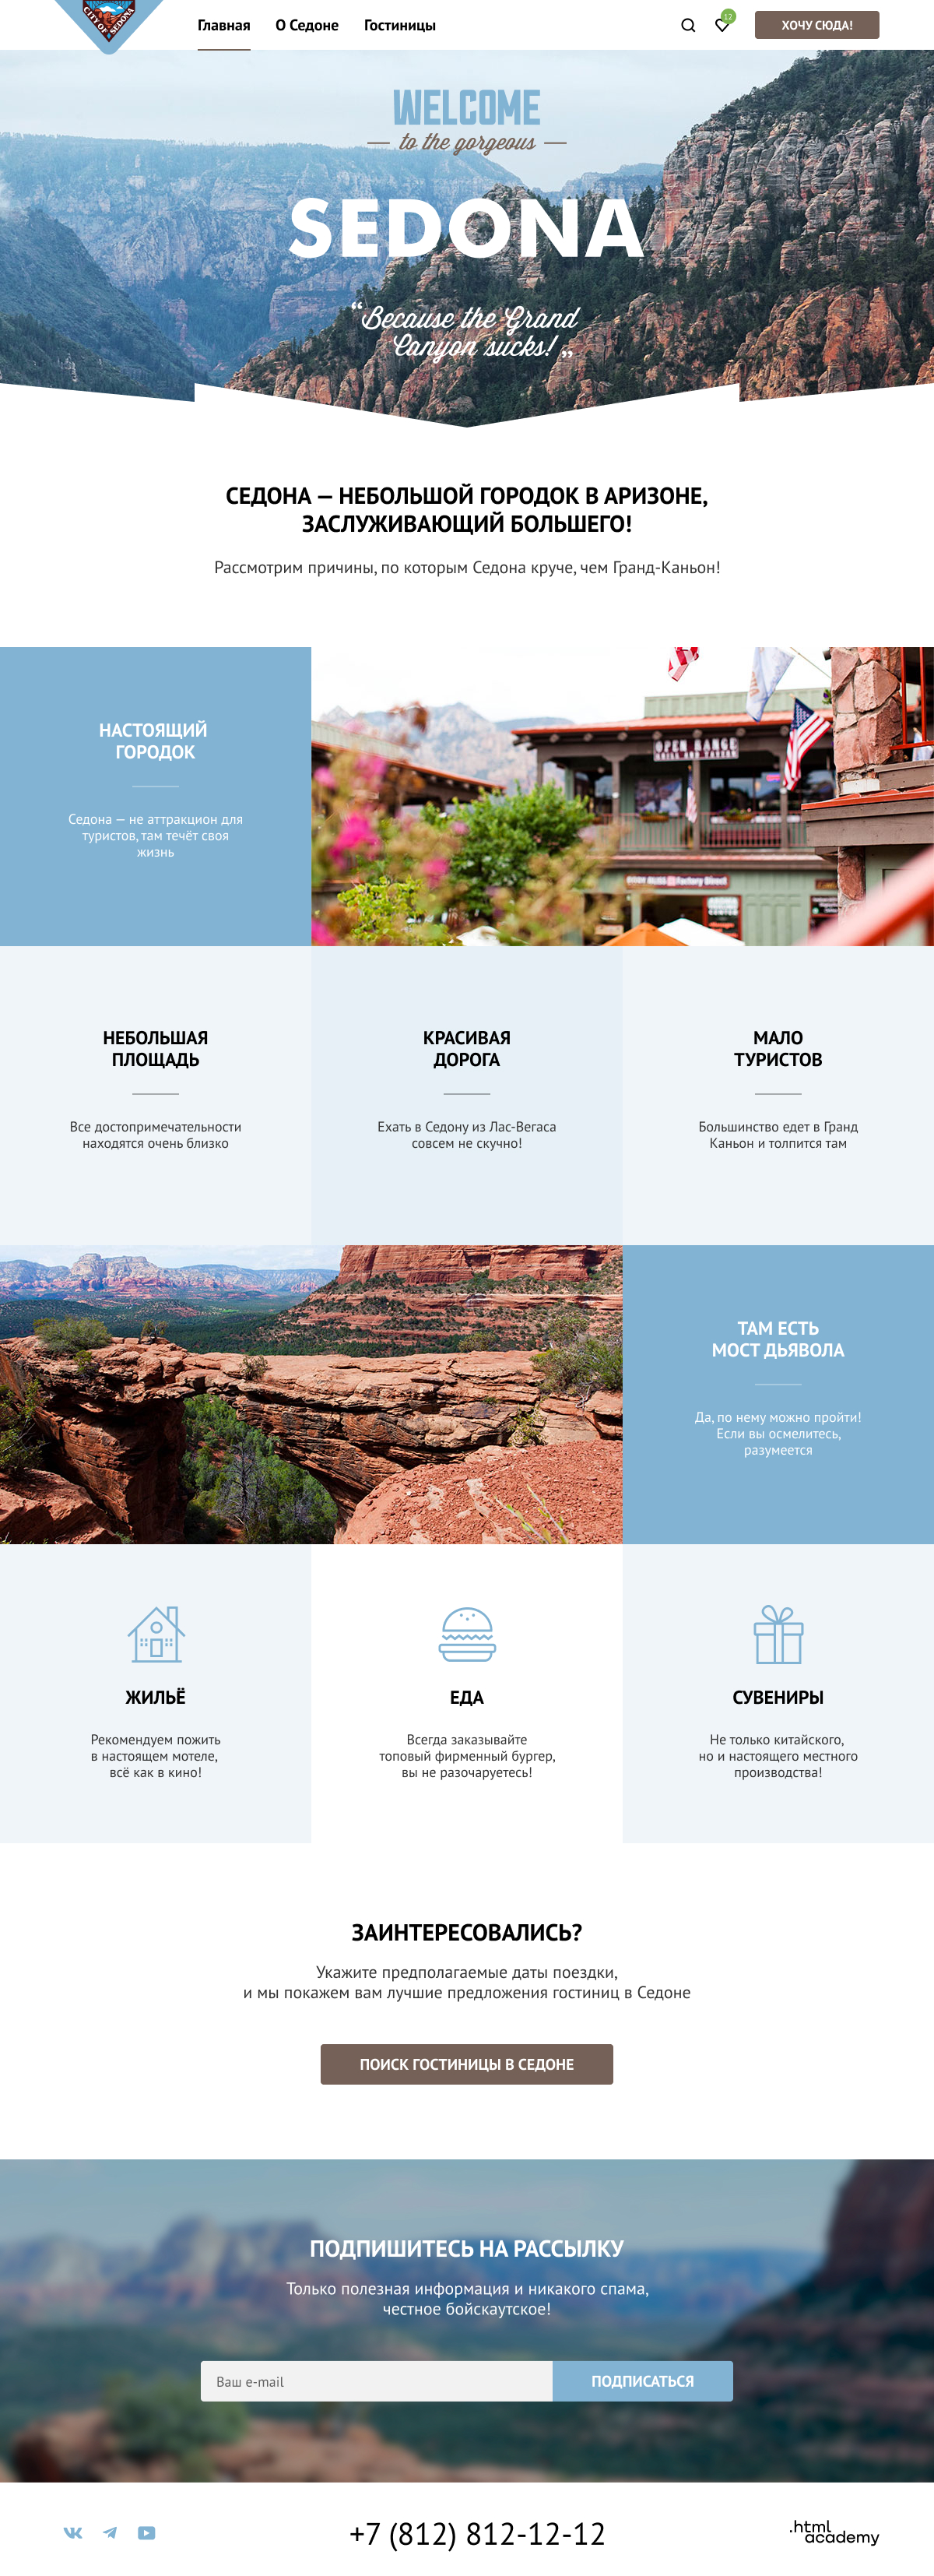 CITY OF SEDONA
Главная
О Седоне
Гостиницы
12
ХОЧУ СЮДА!
WELCOME
— to the gorgeous —
SEDONA
“Because the Grand
Canyon sucks!„
СЕДОНА — НЕБОЛЬШОЙ ГОРОДОК В АРИЗОНЕ,
ЗАСЛУЖИВАЮЩИЙ БОЛЬШЕГО!
Рассмотрим причины, по которым Седона круче, чем Гранд-Каньон!
НАСТОЯЩИЙ
ГОРОДОК
Седона — не аттракцион для
туристов, там течёт своя
жизнь
OPEN RANGE
Factory Direct
НЕБОЛЬШАЯ
ПЛОЩАДЬ
Все достопримечательности
находятся очень близко
КРАСИВАЯ
ДОРОГА
Ехать в Седону из Лас-Вегаса
совсем не скучно!
МАЛО
ТУРИСТОВ
Большинство едет в Гранд
Каньон и толпится там
ТАМ ЕСТЬ
МОСТ ДЬЯВОЛА
Да, по нему можно пройти!
Если вы осмелитесь,
разумеется
ЖИЛЬЁ
Рекомендуем пожить
в настоящем мотеле,
всё как в кино!
ЕДА
Всегда заказывайте
топовый фирменный бургер,
вы не разочаруетесь!
СУВЕНИРЫ
Не только китайского,
но и настоящего местного
производства!
ЗАИНТЕРЕСОВАЛИСЬ?
Укажите предполагаемые даты поездки,
и мы покажем вам лучшие предложения гостиниц в Седоне
ПОИСК ГОСТИНИЦЫ В СЕДОНЕ
ПОДПИШИТЕСЬ НА РАССЫЛКУ
Только полезная информация и никакого спама,
честное бойскаутское!
Ваш e-mail
ПОДПИСАТЬСЯ
+7 (812) 812-12-12
.html
academy